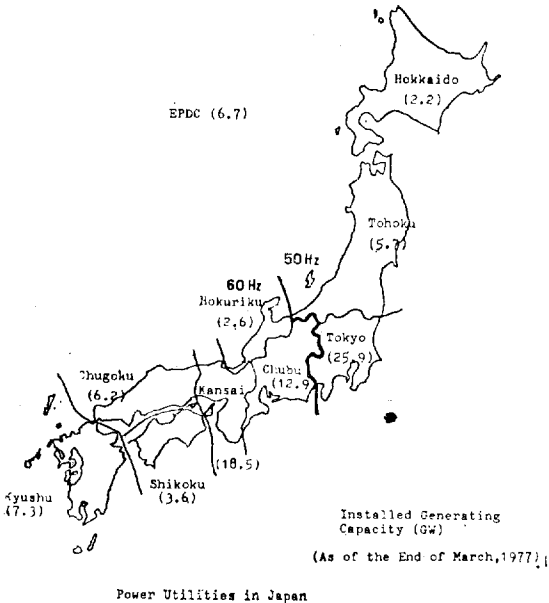 Hokkaido
(2.2)
EPDC (6.7)
Tohoku
(5.7)
50Hz
60Hz
Hokuriku
(2.6)
Tokyo
(25.9)
Chubu
(12.9
Chugoku
(6.2)
Kansai
(18.5)
Shikoku
(3.6)
Kyushu
(7.3)
Installed Generating
Capacity (GW)
(As of the End of March,1977)
Power Utilities in Japan